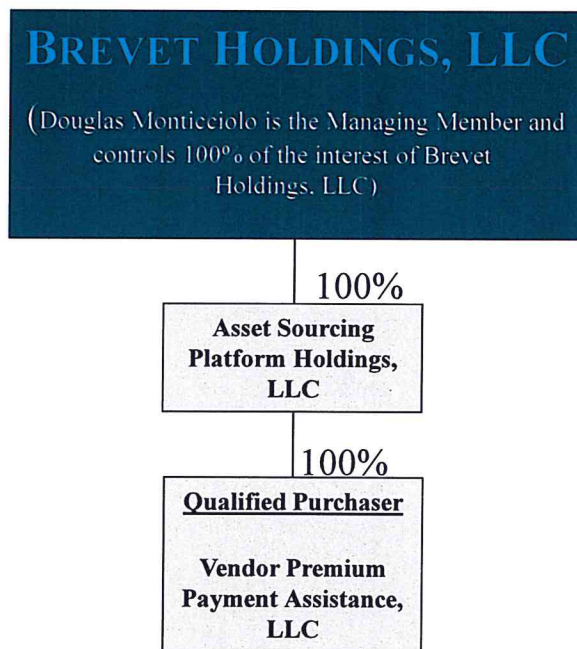 BREVET HOLDINGS, LLC
(Douglas Monticciolo is the Managing Member and
controls 100% of the interest of Brevet
Holdings. LLC)
100%
Asset Sourcing
Platform Holdings,
LLC
100%
Qualified Purchaser
Vendor Premium
Payment Assistance,
LLC